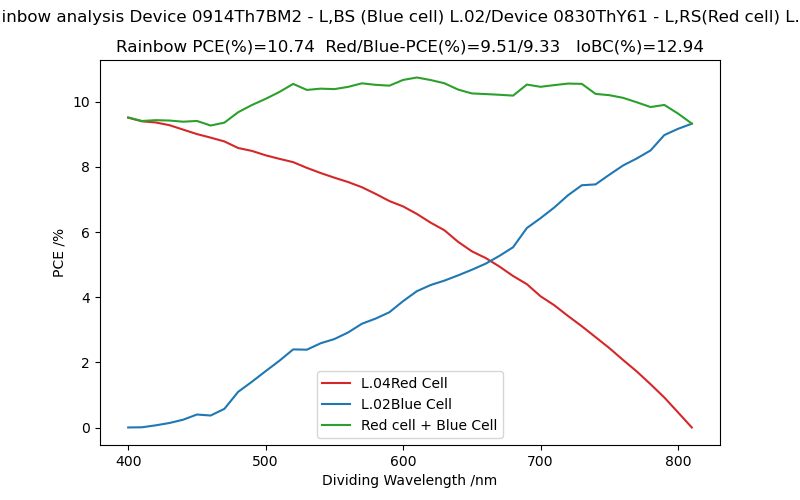 inbow analysis Device 0914Th7BM2 - L,BS (Blue cell) L.02/Device 0830ThY61 - L,RS(Red cell) L.
Rainbow PCE(%)=10.74 Red/Blue-PCE(%)=9.51/9.33 IoBC(%)=12.94
PCE /%
10
8
6
4
2
0
L.04Red Cell
L.02Blue Cell
Red cell + Blue Cell
400 500 600 700 800
Dividing Wavelength /nm